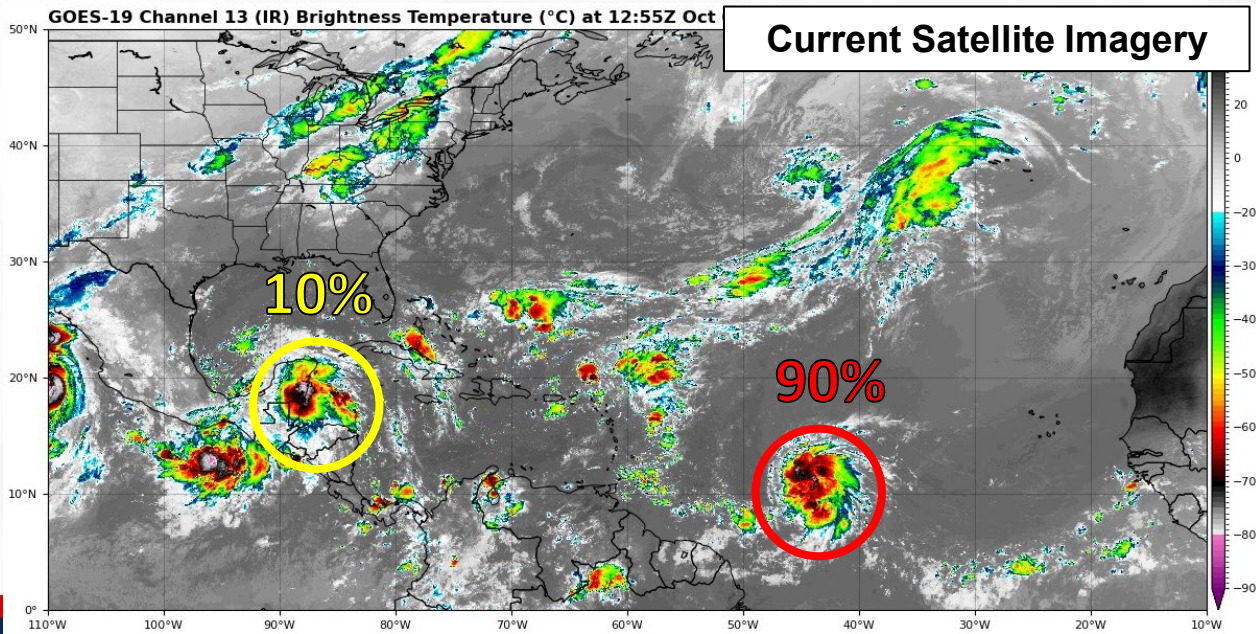 GOES-19 Channel 13 (IR) Brightness Temperature (°C) at 12:55Z Oct
Current Satellite Imagery
50°N
40°N
30°N
20°N
10°N
0°
10%
90%
20
10
0
−10
−20
−30
−40
−50
−60
−70
−80
−90
110°W 100°W 90°W 80°W 70°W 60°W 50°W 40°W 30°W 20°W 10°W